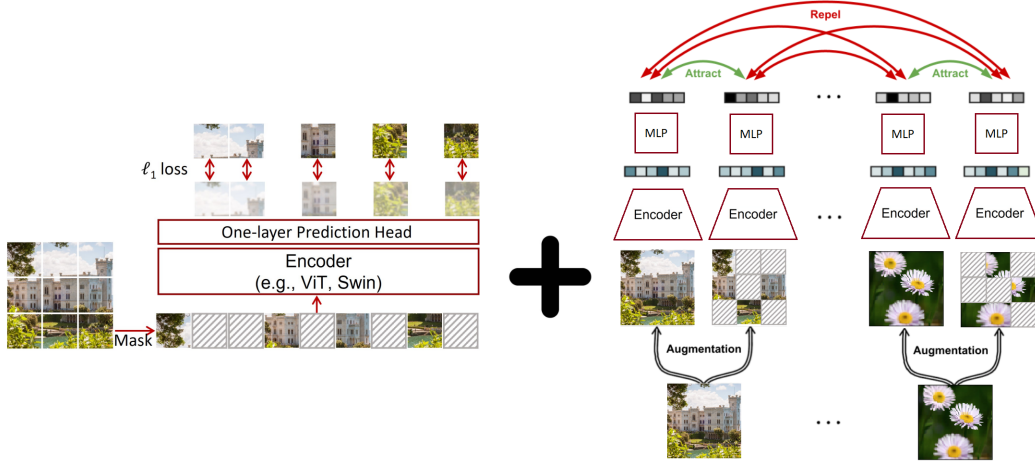 ℓ₁ loss
One-layer Prediction Head
Encoder
(e.g., ViT, Swin)
Mask
Repel
Attract
Attract
MLP
MLP
MLP
MLP
Encoder
Encoder
Encoder
Encoder
Augmentation
Augmentation